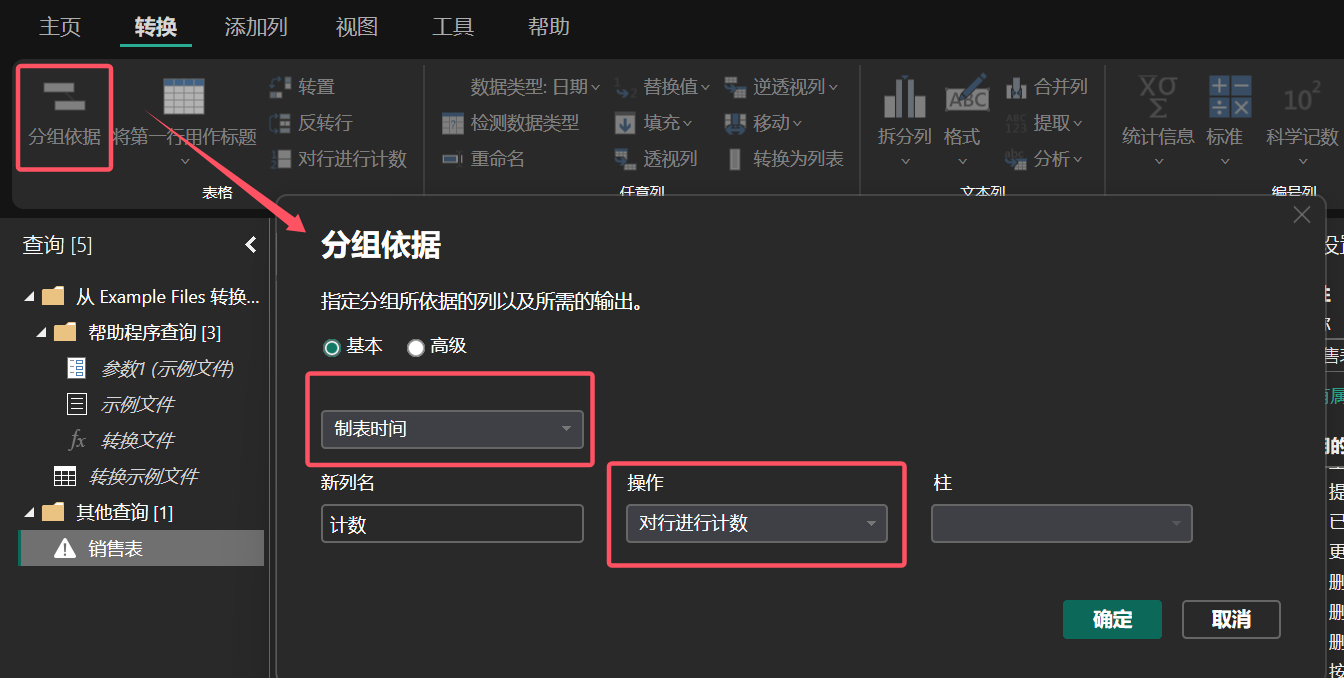 主页 转换 添加列 视图 工具 帮助
分组依据 将第一行用作标题 转置 反转行 对行进行计数
表格
数据类型: 日期 替换值 逆透视列
检测数据类型 填充 移动
重命名 透视列 转换为列表
任意列
拆分列 格式 合并列 提取 分析
ABC
ABC
123
abc
文本列
XO
Σ
统计信息 标准 10² 科学记数
编号列
查询 [5]
从 Example Files 转换...
帮助程序查询 [3]
参数1 (示例文件)
示例文件
fx 转换文件
转换示例文件
其他查询 [1]
销售表
分组依据
指定分组所依据的列以及所需的输出。
基本 高级
制表时间
新列名 操作 柱
计数 对行进行计数
确定 取消